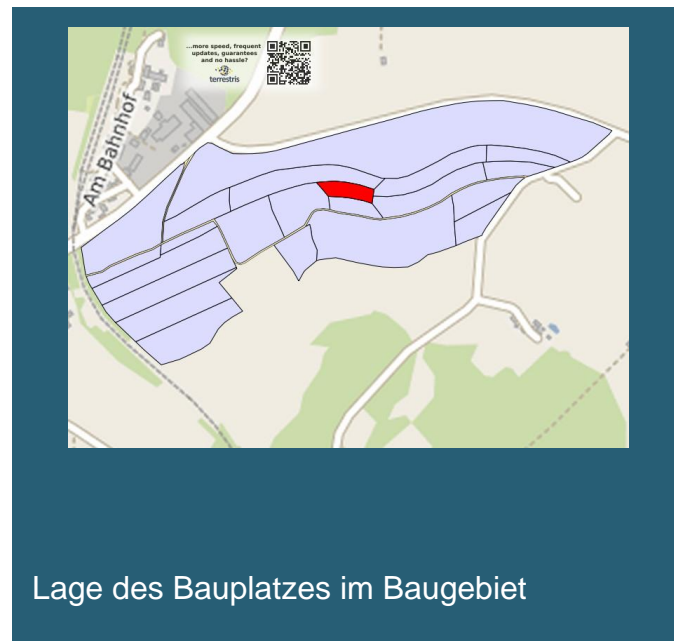 ...more speed, frequent
updates, guarantees
and no hassle?
terrestris
Am Bahnhof
Lage des Bauplatzes im Baugebiet